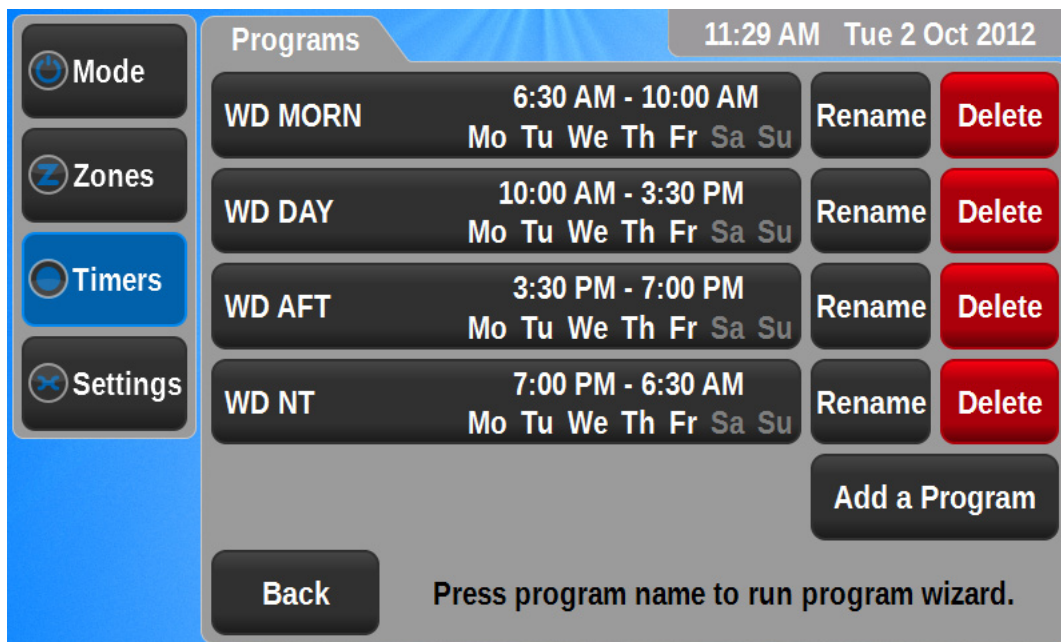 Mode
Zones
Timers
Settings
Programs
11:29 AM Tue 2 Oct 2012
WD MORN
6:30 AM - 10:00 AM
Mo Tu We Th Fr Sa Su
Rename
Delete
WD DAY
10:00 AM - 3:30 PM
Mo Tu We Th Fr Sa Su
Rename
Delete
WD AFT
3:30 PM - 7:00 PM
Mo Tu We Th Fr Sa Su
Rename
Delete
WD NT
7:00 PM - 6:30 AM
Mo Tu We Th Fr Sa Su
Rename
Delete
Add a Program
Back
Press program name to run program wizard.